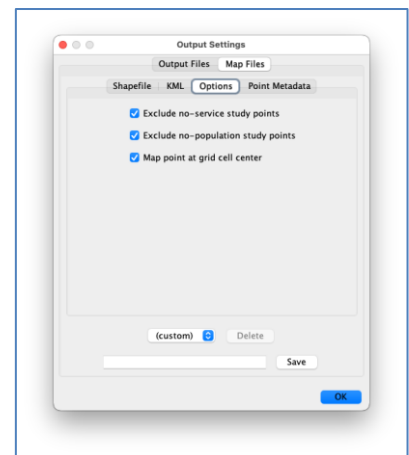 Output Settings
Output Files Map Files
Shapefile KML Options Point Metadata
Exclude no-service study points
Exclude no-population study points
Map point at grid cell center
(custom) Delete
Save
OK